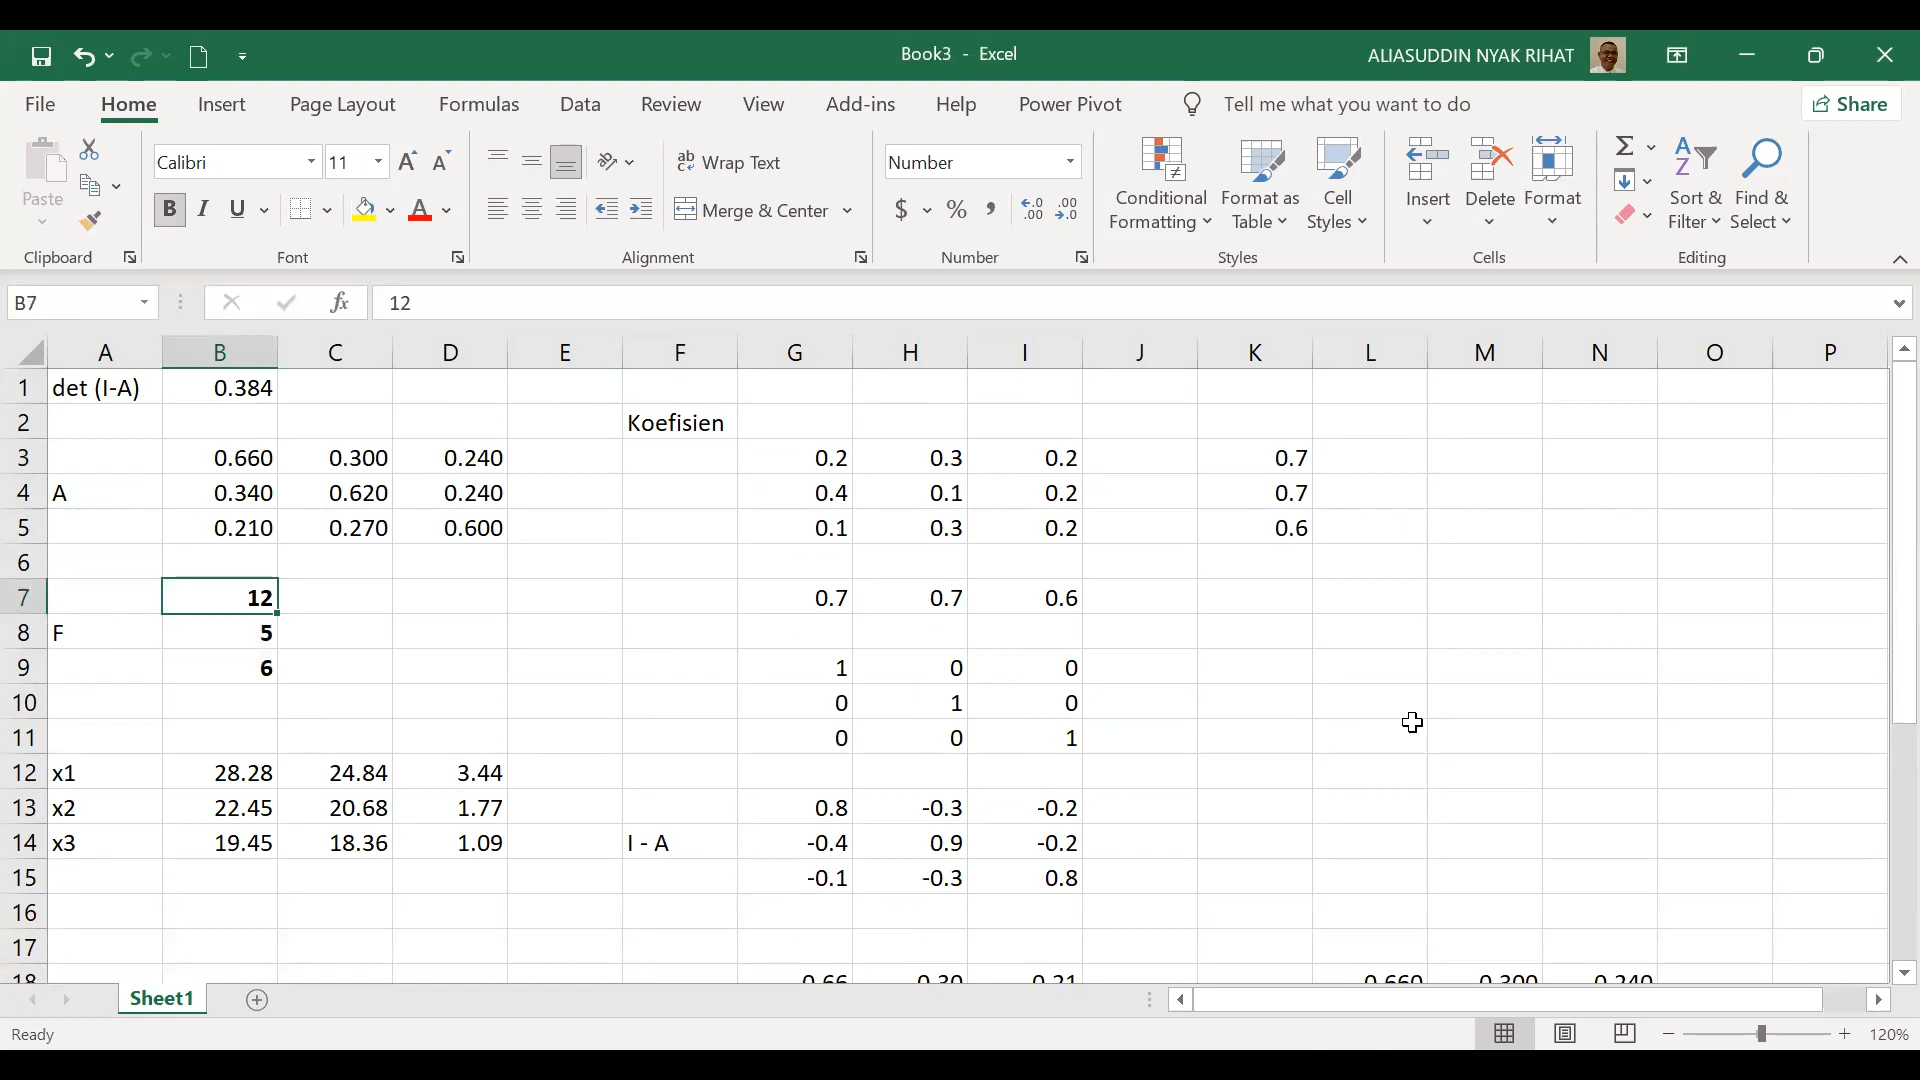 Book3 - Excel
ALIASUDDIN NYAK RIHAT
File Home Insert Page Layout Formulas Data Review View Add-ins Help Power Pivot Tell me what you want to do Share
Paste
Calibri 11
B I U A
ab Wrap Text
Merge & Center
Number
$ % , .00 .0
Conditional Formatting
Format as Table
Cell Styles
Insert Delete Format
Sort & Filter
Find & Select
Clipboard Font Alignment Number Styles Cells Editing
B7 fx 12
A B C D E F G H I J K L M N O P
1 det (I-A) 0.384
2 Koefisien
3 0.660 0.300 0.240 0.2 0.3 0.2 0.7
4 A 0.340 0.620 0.240 0.4 0.1 0.2 0.7
5 0.210 0.270 0.600 0.1 0.3 0.2 0.6
6
7 12 0.7 0.7 0.6
8 F 5
9 6 1 0 0
10 0 1 0
11 0 0 1
12 x1 28.28 24.84 3.44
13 x2 22.45 20.68 1.77 0.8 -0.3 -0.2
14 x3 19.45 18.36 1.09 I - A -0.4 0.9 -0.2
15 -0.1 -0.3 0.8
16
17
18 0.66 0.30 0.21 0.660 0.300 0.240
Sheet1
Ready 120%